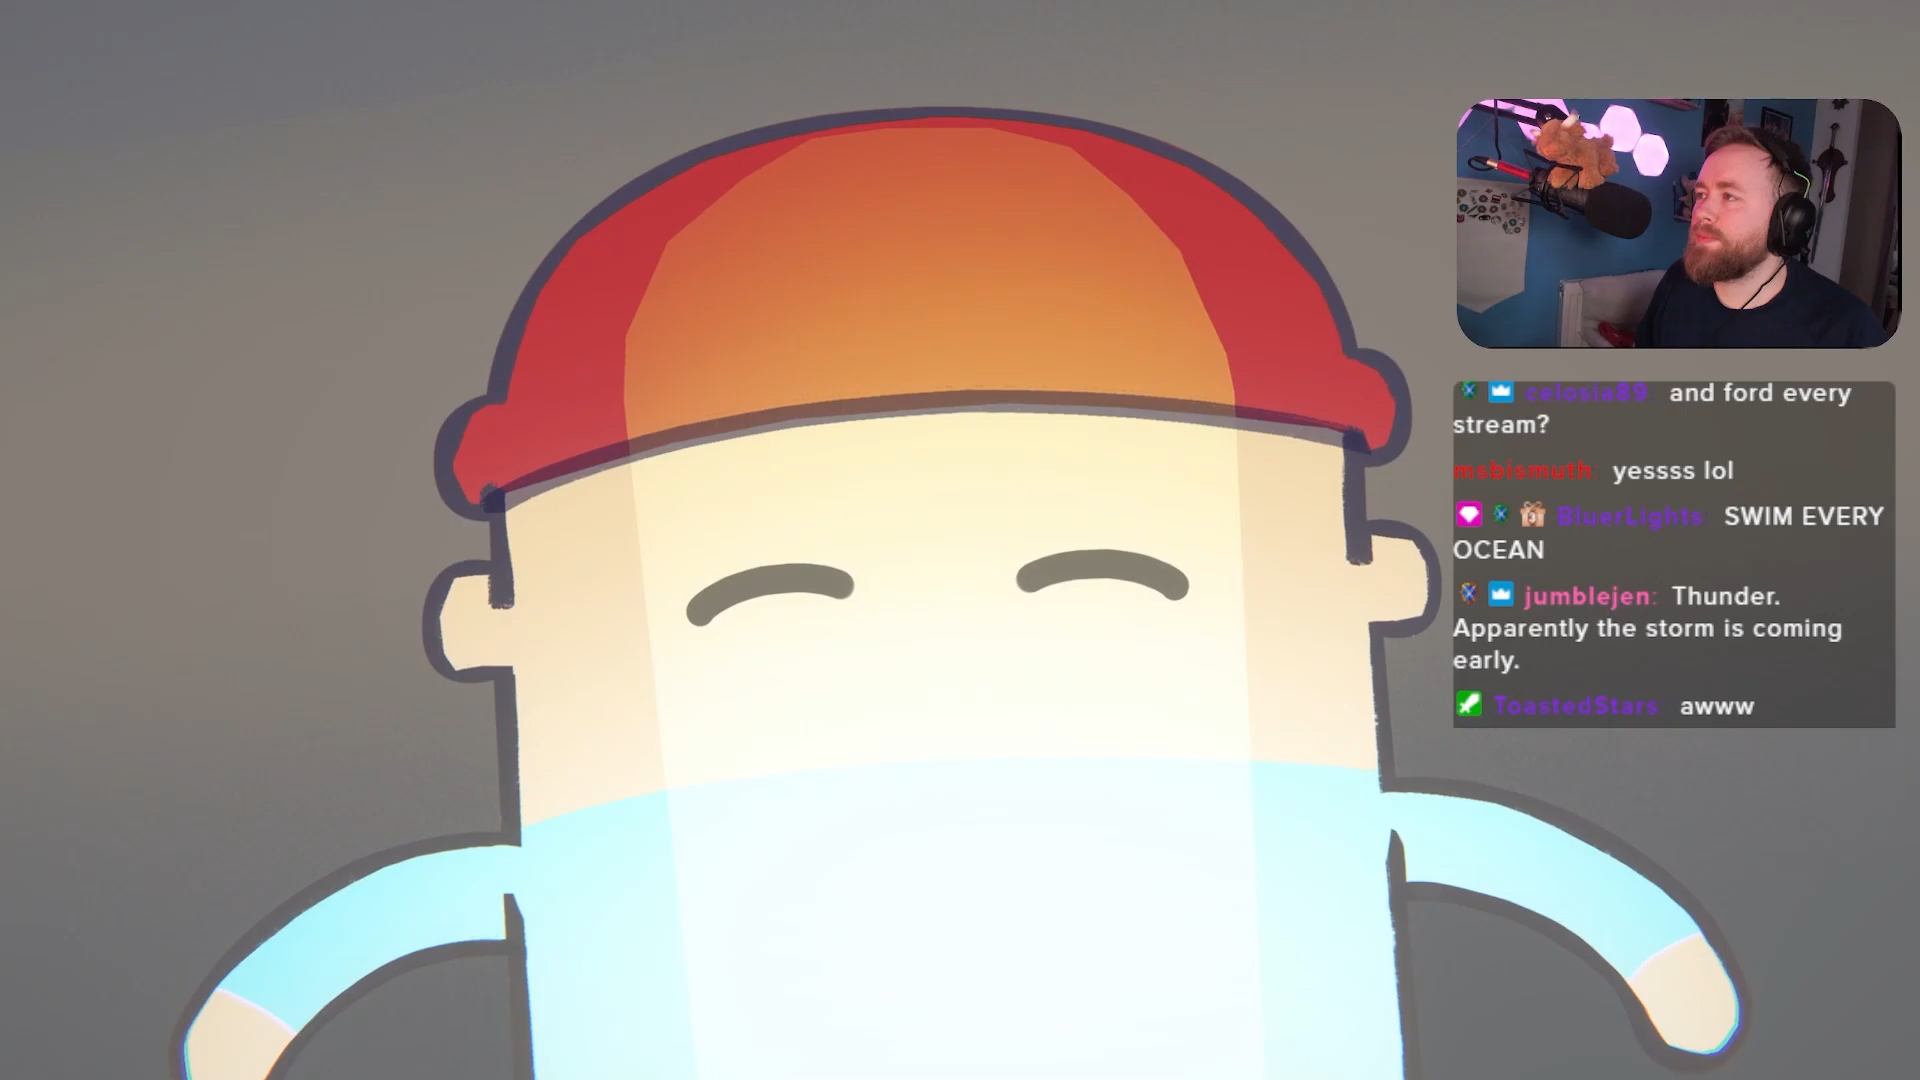 celosia89: and ford every
stream?
msbismuth: yessss lol
BluerLights: SWIM EVERY
OCEAN
jumblejen: Thunder.
Apparently the storm is coming
early.
ToastedStars: awww